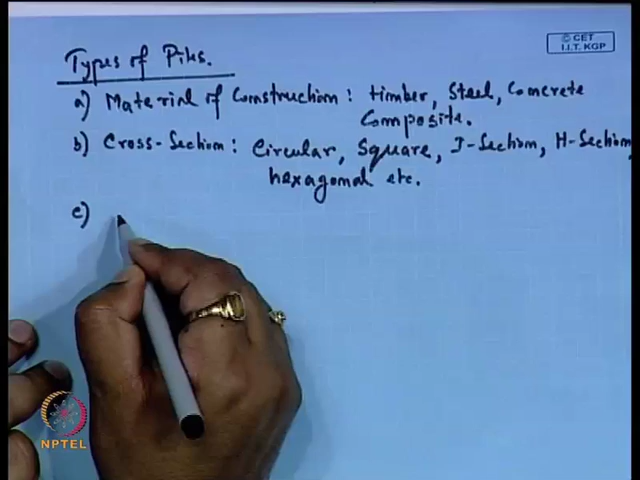 Types of Piles.
© CET
I.I.T. KGP
a) Material of Construction : timber, Steel, Concrete
Composite.
b) Cross-Section : Circular, Square, I-Section, H-Section,
hexagonal etc.
c)
NPTEL